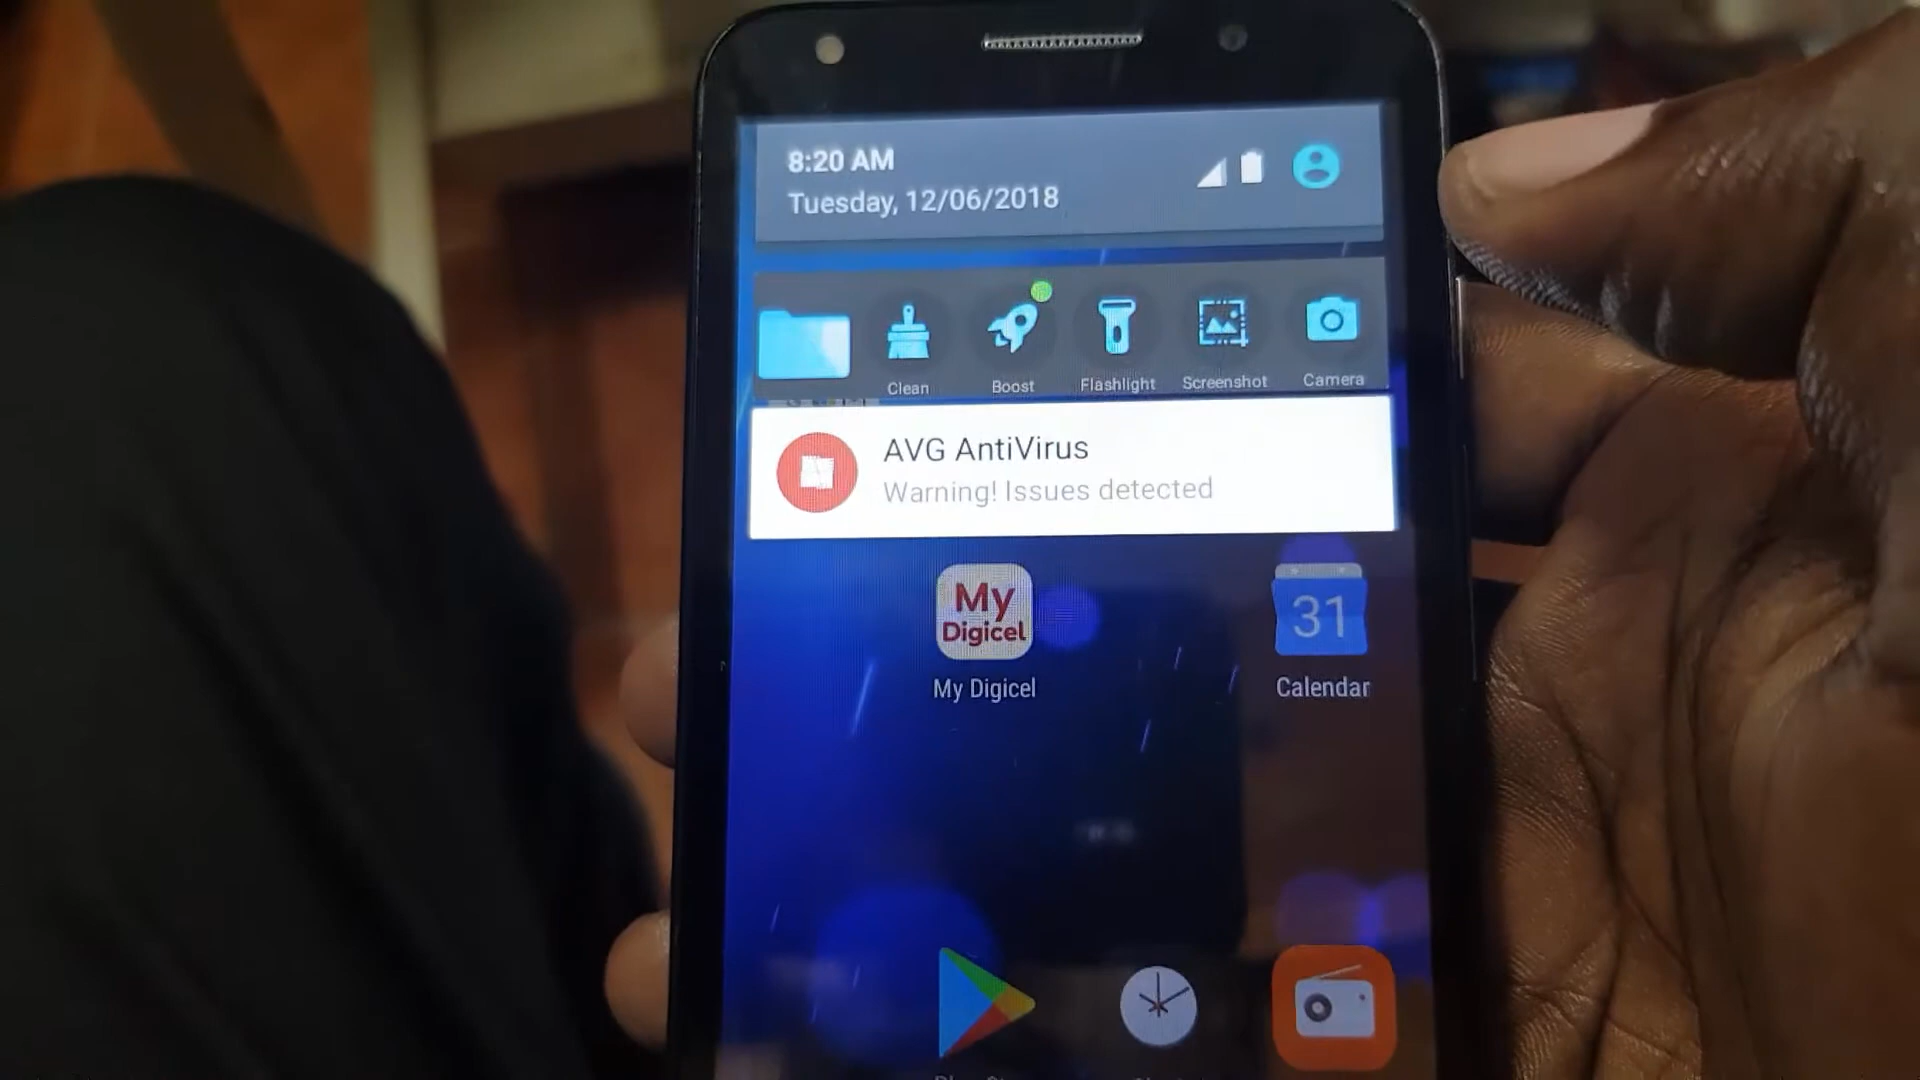 8:20 AM
Tuesday, 12/06/2018
Clean
Boost
Flashlight
Screenshot
Camera
AVG AntiVirus
Warning! Issues detected
My
Digicel
31
My Digicel
Calendar